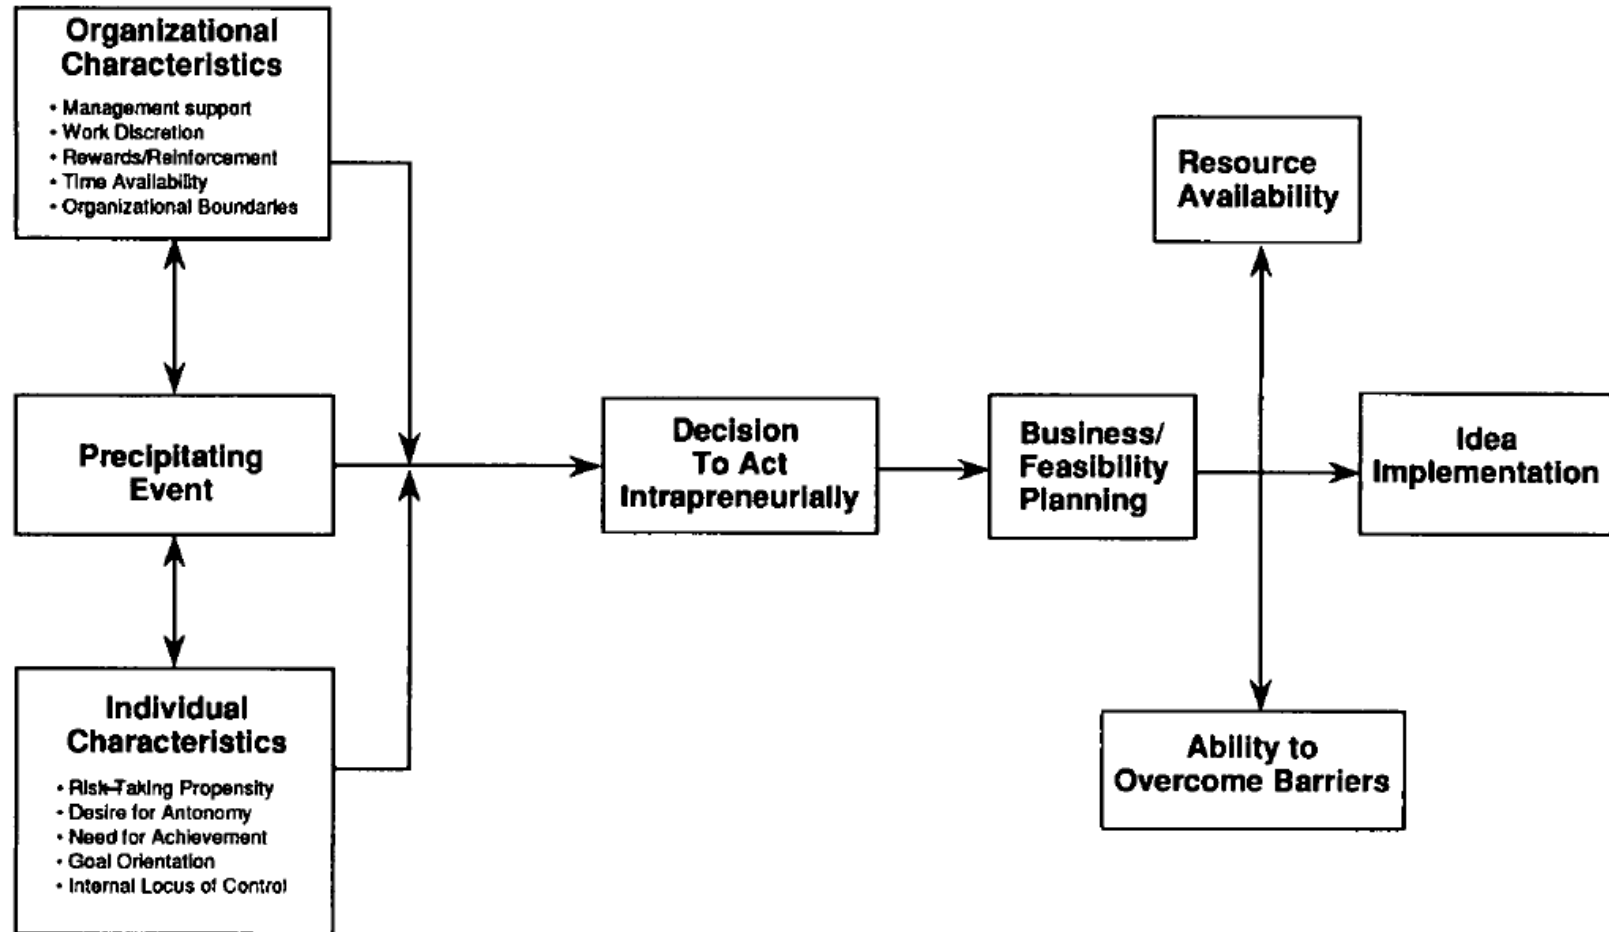 Organizational
Characteristics
• Management support
• Work Discretion
• Rewards/Reinforcement
• Time Availability
• Organizational Boundaries
Resource
Availability
Precipitating
Event
Decision
To Act
Intrapreneurially
Business/
Feasibility
Planning
Idea
Implementation
Individual
Characteristics
• Risk-Taking Propensity
• Desire for Antonomy
• Need for Achievement
• Goal Orientation
• Internal Locus of Control
Ability to
Overcome Barriers